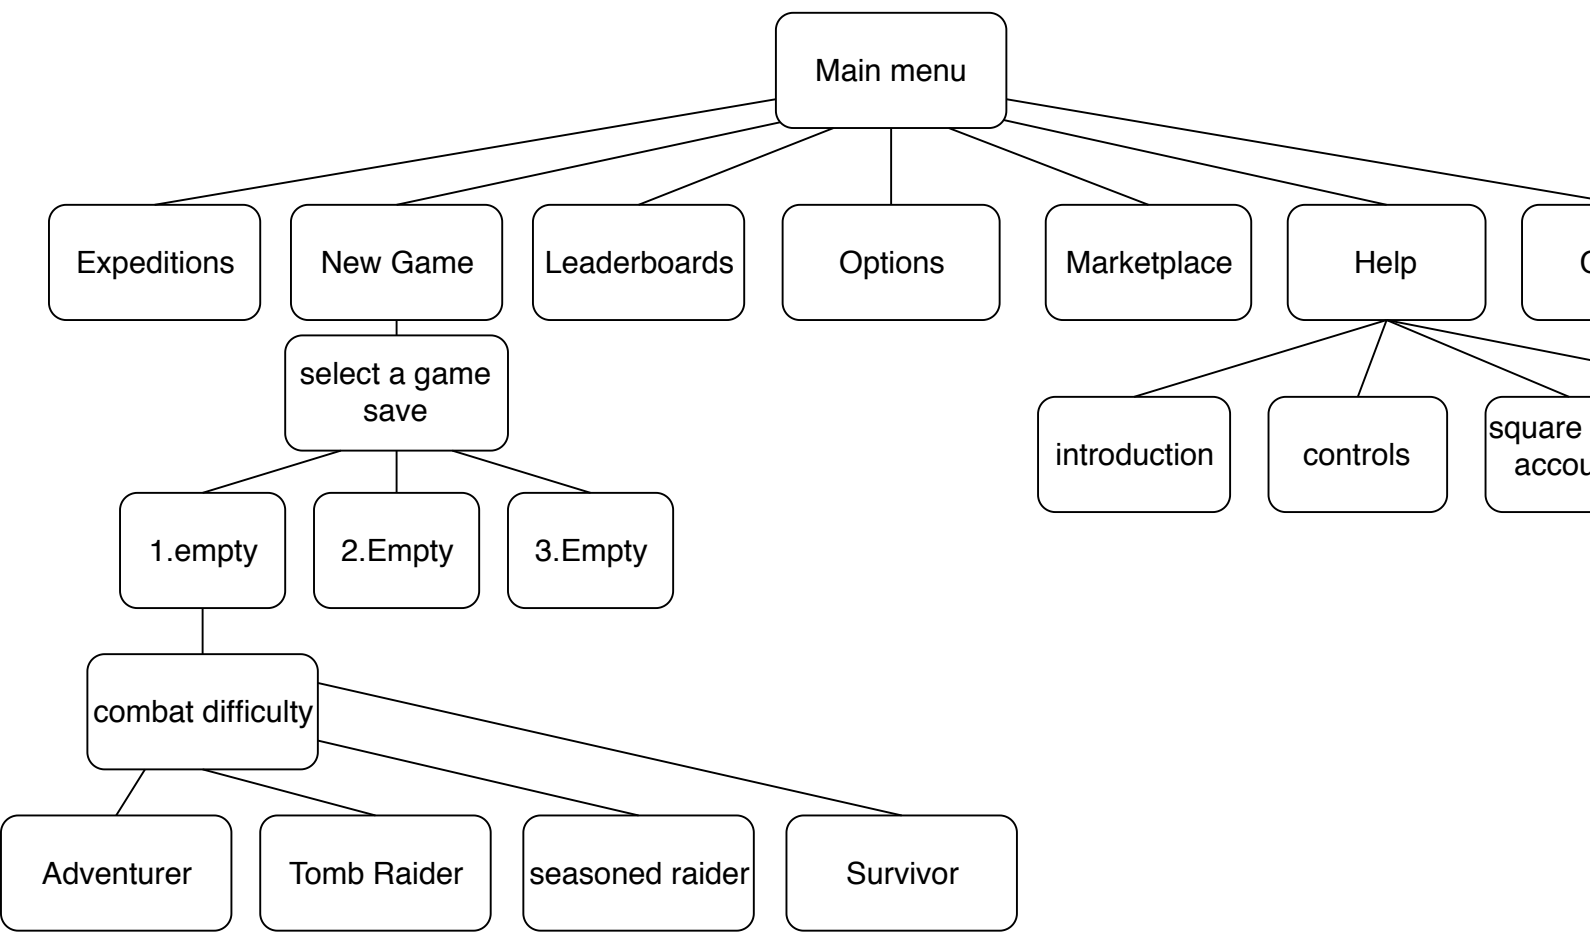 Main menu
Expeditions
New Game
Leaderboards
Options
Marketplace
Help
select a game
save
introduction
controls
square
1.empty
2.Empty
3.Empty
combat difficulty
Adventurer
Tomb Raider
seasoned raider
Survivor